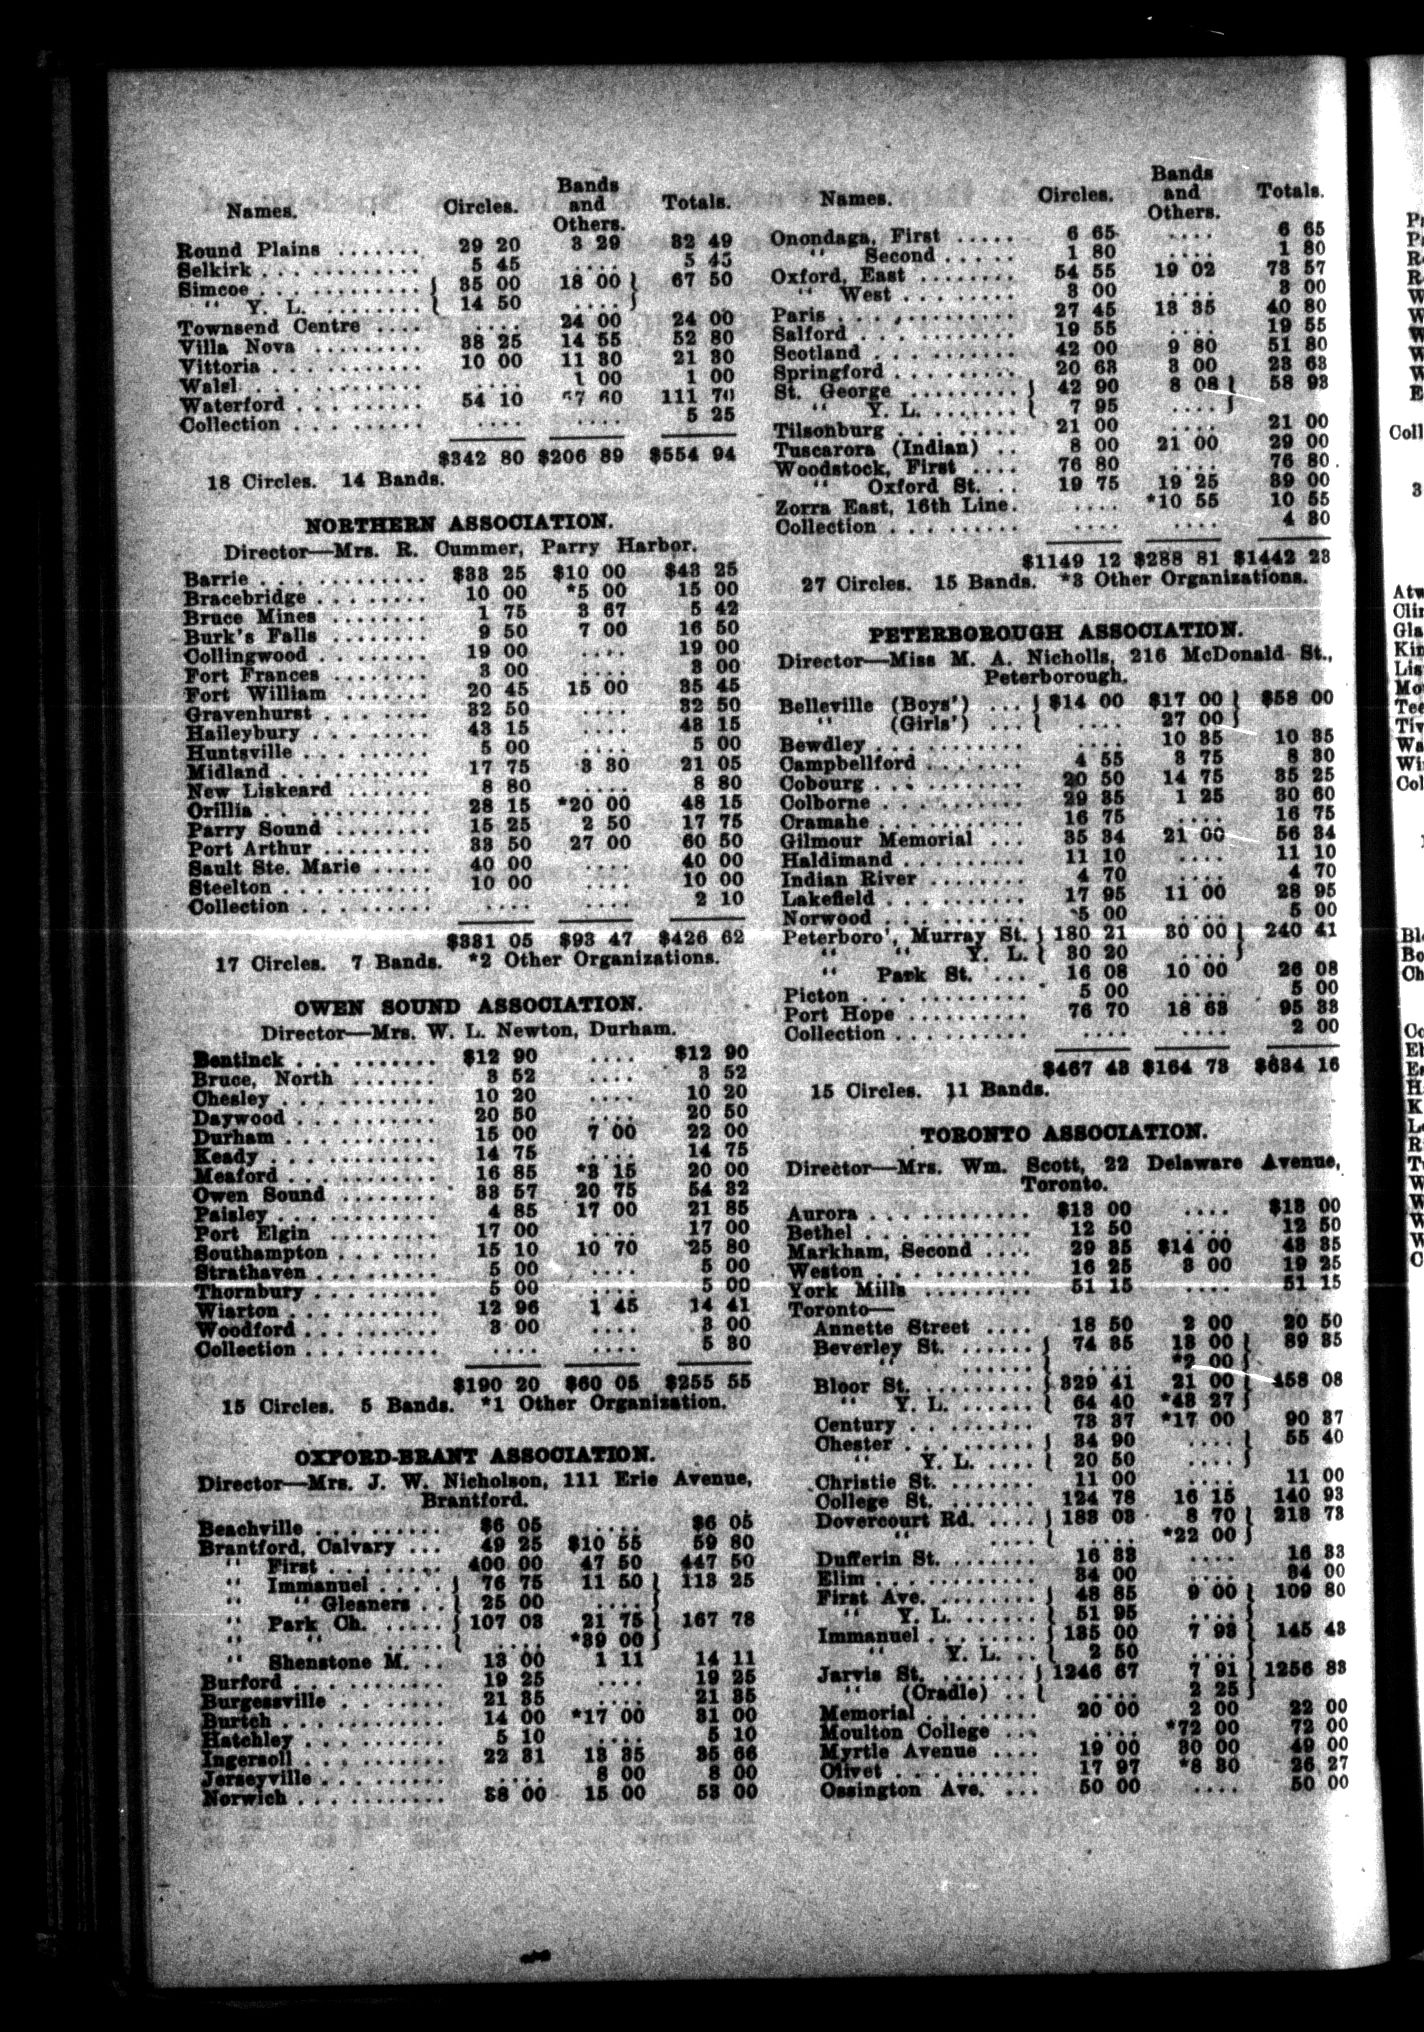 Names. Circles. Bands and Others. Totals.
Round Plains ....... 29 20 3 29 32 49
Selkirk ........... 5 45 .... 5 45
Simcoe ............ { 35 00 18 00 } 67 50
" Y. L. ........ { 14 50 .... }
Townsend Centre .... .... 24 00 24 00
Villa Nova ......... 38 25 14 55 52 80
Vittoria ........... 10 00 11 30 21 30
Walsh ............ .... 1 00 1 00
Waterford ......... 54 10 57 60 111 70
Collection ......... .... .... 5 25
$342 80 $206 89 $554 94
18 Circles. 14 Bands.
NORTHERN ASSOCIATION.
Director—Mrs. R. Cummer, Parry Harbor.
Barrie ............ $33 25 $10 00 $43 25
Bracebridge ........ 10 00 *5 00 15 00
Bruce Mines ........ 1 75 3 67 5 42
Burk's Falls ........ 9 50 7 00 16 50
Collingwood ........ 19 00 .... 19 00
Fort Frances ........ 3 00 .... 3 00
Fort William ....... 20 45 15 00 35 45
Gravenhurst ........ 32 50 .... 32 50
Haileybury ......... 43 15 .... 43 15
Huntsville ......... 5 00 .... 5 00
Midland ........... 17 75 3 30 21 05
New Liskeard ....... 8 80 .... 8 80
Orillia ............ 28 15 *20 00 48 15
Parry Sound ........ 15 25 2 50 17 75
Port Arthur ......... 33 50 27 00 60 50
Sault Ste. Marie ..... 40 00 .... 40 00
Steelton ........... 10 00 .... 10 00
Collection .......... .... .... 2 10
$331 05 $93 47 $426 62
17 Circles. 7 Bands. *2 Other Organizations.
OWEN SOUND ASSOCIATION.
Director—Mrs. W. L. Newton, Durham.
Bentinck .......... $12 90 .... $12 90
Bruce, North ....... 3 52 .... 3 52
Chesley ............ 10 20 .... 10 20
Daywood ........... 20 50 .... 20 50
Durham ............ 15 00 7 00 22 00
Keady ............. 14 75 .... 14 75
Meaford ........... 16 85 *3 15 20 00
Owen Sound ........ 33 57 20 75 54 32
Paisley ............ 4 85 17 00 21 85
Port Elgin ......... 17 00 .... 17 00
Southampton ....... 15 10 10 70 25 80
Strathaven ......... 5 00 .... 5 00
Thornbury ......... 5 00 .... 5 00
Wiarton ........... 12 96 1 45 14 41
Woodford .......... 3 00 .... 3 00
Collection .......... .... .... 5 30
$190 20 $60 05 $255 55
15 Circles. 5 Bands. *1 Other Organization.
OXFORD-BRANT ASSOCIATION.
Director—Mrs. J. W. Nicholson, 111 Erie Avenue,
Brantford.
Beachville ......... $6 05 .... $6 05
Brantford, Calvary ... 49 25 $10 55 59 80
" First ........ 400 00 47 50 447 50
" Immanuel .... { 76 75 11 50 } 113 25
" " Gleaners .. { 25 00 .... }
" Park Ch. ..... { 107 03 21 75 } 167 78
" " ..... { .... *39 00 }
" Shenstone M. .. 13 00 1 11 14 11
Burford ........... 19 25 .... 19 25
Burgessville ....... 21 35 .... 21 35
Burtch ............ 14 00 *17 00 31 00
Hatchley .......... 5 10 .... 5 10
Ingersoll .......... 22 31 13 35 35 66
Jerseyville ......... .... 8 00 8 00
Norwich ........... 38 00 15 00 53 00
Names. Circles. Bands and Others. Totals.
Onondaga, First ..... 6 65 .... 6 65
" Second ..... 1 80 .... 1 80
Oxford, East ........ 54 55 19 02 73 57
" West ........ 3 00 .... 3 00
Paris ............. 27 45 13 35 40 80
Salford ............ 19 55 .... 19 55
Scotland .......... 42 00 9 80 51 80
Springford ......... 20 63 3 00 23 63
St. George ......... { 42 90 8 08 } 58 93
" Y. L. ....... { 7 95 .... }
Tilsonburg ......... 21 00 .... 21 00
Tuscarora (Indian) .. 8 00 21 00 29 00
Woodstock, First .... 76 80 .... 76 80
" Oxford St. .. 19 75 19 25 39 00
Zorra East, 16th Line. .... *10 55 10 55
Collection ......... .... .... 4 30
$1149 12 $288 81 $1442 23
27 Circles. 15 Bands. *3 Other Organizations.
PETERBOROUGH ASSOCIATION.
Director—Miss M. A. Nicholls, 216 McDonald St.,
Peterborough.
Belleville (Boys') ... { $14 00 $17 00 } $58 00
" (Girls') ... { .... 27 00 }
Bewdley ........... .... 10 35 10 35
Campbellford ........ 4 55 3 75 8 30
Cobourg ........... 20 50 14 75 35 25
Colborne .......... 29 35 1 25 30 60
Cramahe .......... 16 75 .... 16 75
Gilmour Memorial ... 35 34 21 00 56 34
Haldimand ......... 11 10 .... 11 10
Indian River ........ 4 70 .... 4 70
Lakefield .......... 17 95 11 00 28 95
Norwood .......... 5 00 .... 5 00
Peterboro', Murray St. { 180 21 30 00 } 240 41
" " Y. L. { 30 20 .... }
" Park St. ... 16 08 10 00 26 08
Picton ............ 5 00 .... 5 00
Port Hope ......... 76 70 18 63 95 33
Collection .......... .... .... 2 00
$467 43 $164 73 $634 16
15 Circles. 11 Bands.
TORONTO ASSOCIATION.
Director—Mrs. Wm. Scott, 22 Delaware Avenue,
Toronto.
Aurora ............ $13 00 .... $13 00
Bethel ............ 12 50 .... 12 50
Markham, Second .... 29 35 $14 00 43 35
Weston ............ 16 25 3 00 19 25
York Mills ......... 51 15 .... 51 15
Toronto—
Annette Street .... 18 50 2 00 20 50
Beverley St. ...... { 74 35 13 00 } 89 35
" ...... { .... *2 00 }
Bloor St. ......... { 329 41 21 00 } 458 08
" Y. L. ...... { 64 40 *43 27 }
Century .......... 73 37 *17 00 90 37
Chester .......... { 34 90 .... } 55 40
" Y. L. .... { 20 50 .... }
Christie St. ....... 11 00 .... 11 00
College St. ....... 124 78 16 15 140 93
Dovercourt Rd. .... { 183 03 8 70 } 213 73
" .... { .... *22 00 }
Dufferin St. ....... 16 33 .... 16 33
Elim ............ 34 00 .... 34 00
First Ave. ........ { 48 85 9 00 } 109 80
" Y. L. ...... { 51 95 .... }
Immanuel ........ { 135 00 7 93 } 145 43
" Y. L. ... { 2 50 .... }
Jarvis St. ....... { 1246 67 7 91 } 1256 83
" (Cradle) .. { .... 2 25 }
Memorial ......... 20 00 2 00 22 00
Moulton College ... .... *72 00 72 00
Myrtle Avenue .... 19 00 30 00 49 00
Olivet ........... 17 97 *8 30 26 27
Ossington Ave. ... 50 00 .... 50 00